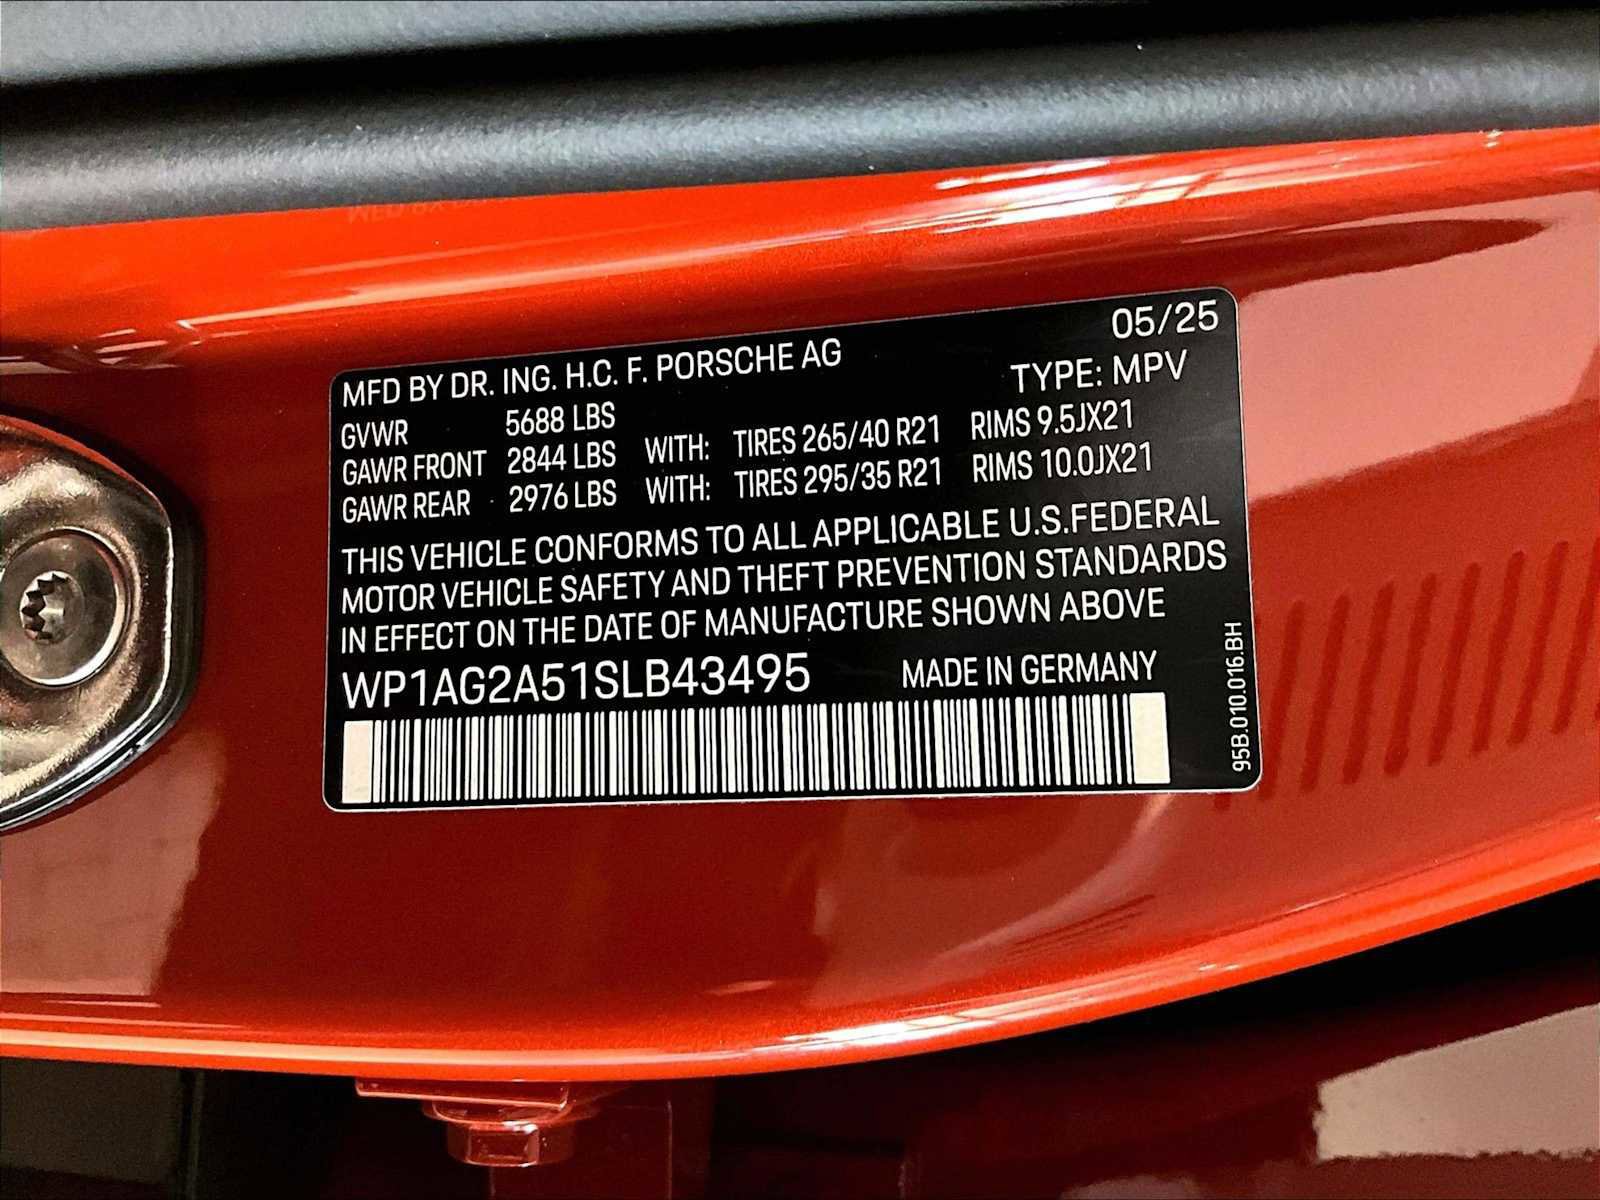 05/25
MFD BY DR. ING. H.C. F. PORSCHE AG
TYPE: MPV
GVWR 5688 LBS
GAWR FRONT 2844 LBS WITH: TIRES 265/40 R21 RIMS 9.5JX21
GAWR REAR 2976 LBS WITH: TIRES 295/35 R21 RIMS 10.0JX21
THIS VEHICLE CONFORMS TO ALL APPLICABLE U.S.FEDERAL
MOTOR VEHICLE SAFETY AND THEFT PREVENTION STANDARDS
IN EFFECT ON THE DATE OF MANUFACTURE SHOWN ABOVE
WP1AG2A51SLB43495 MADE IN GERMANY
95B.010.016.BH